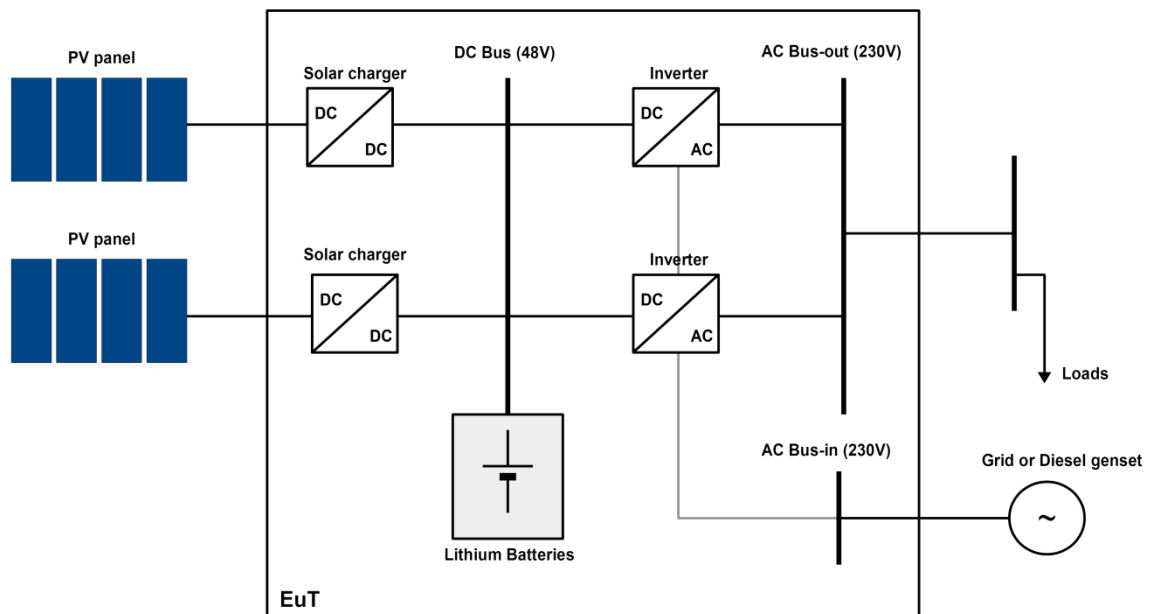 PV panel
Solar charger
DC
DC
DC Bus (48V)
Inverter
DC
AC
AC Bus-out (230V)
PV panel
Solar charger
DC
DC
Inverter
DC
AC
Loads
Lithium Batteries
AC Bus-in (230V)
Grid or Diesel genset
~
EuT